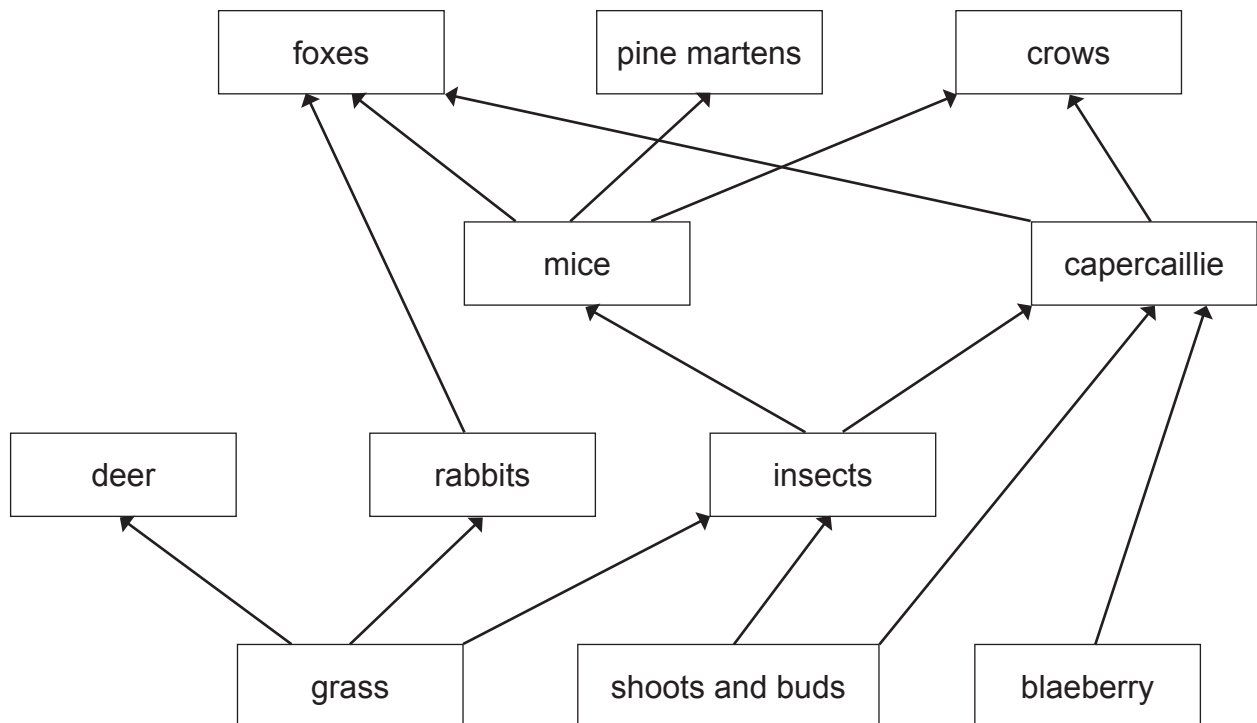 foxes
pine martens
crows
mice
capercaillie
deer
rabbits
insects
grass
shoots and buds
blaeberry